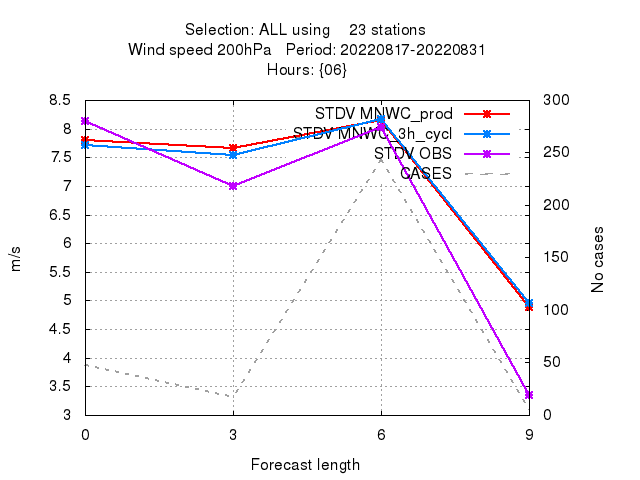 Selection: ALL using 23 stations
Wind speed 200hPa Period: 20220817-20220831
Hours: {06}
STDV MNWC_prod
STDV MNWC_3h_cycl
STDV OBS
CASES
8.5
8
7.5
7
6.5
6
5.5
5
4.5
4
3.5
3
m/s
300
250
200
150
100
50
0
No cases
0 3 6 9
Forecast length